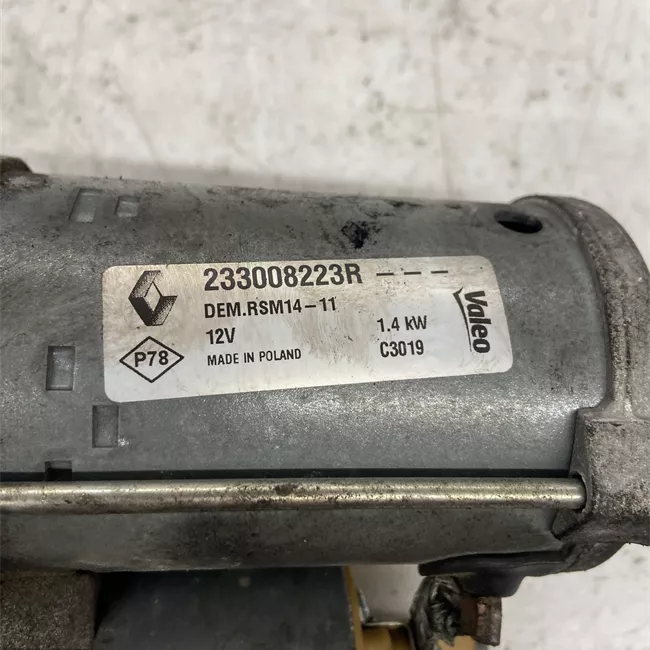 233008223R ---
DEM.RSM14-11
12V 1.4 kW
P78 MADE IN POLAND C3019
Valeo